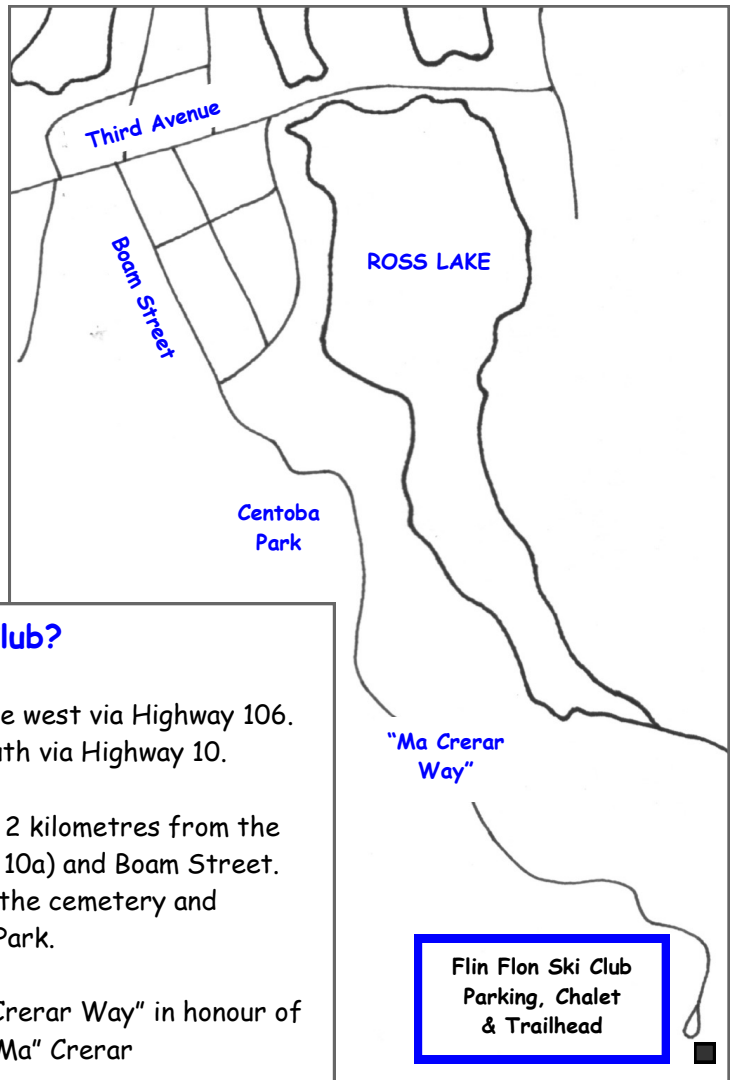 Third Avenue
ROSS LAKE
Boam Street
Centoba
Park
lub?
e west via Highway 106.
uth via Highway 10.
2 kilometres from the
10a) and Boam Street.
the cemetery and
Park.
Crerar Way” in honour of
Ma” Crerar
“Ma Crerar
Way”
Flin Flon Ski Club
Parking, Chalet
& Trailhead